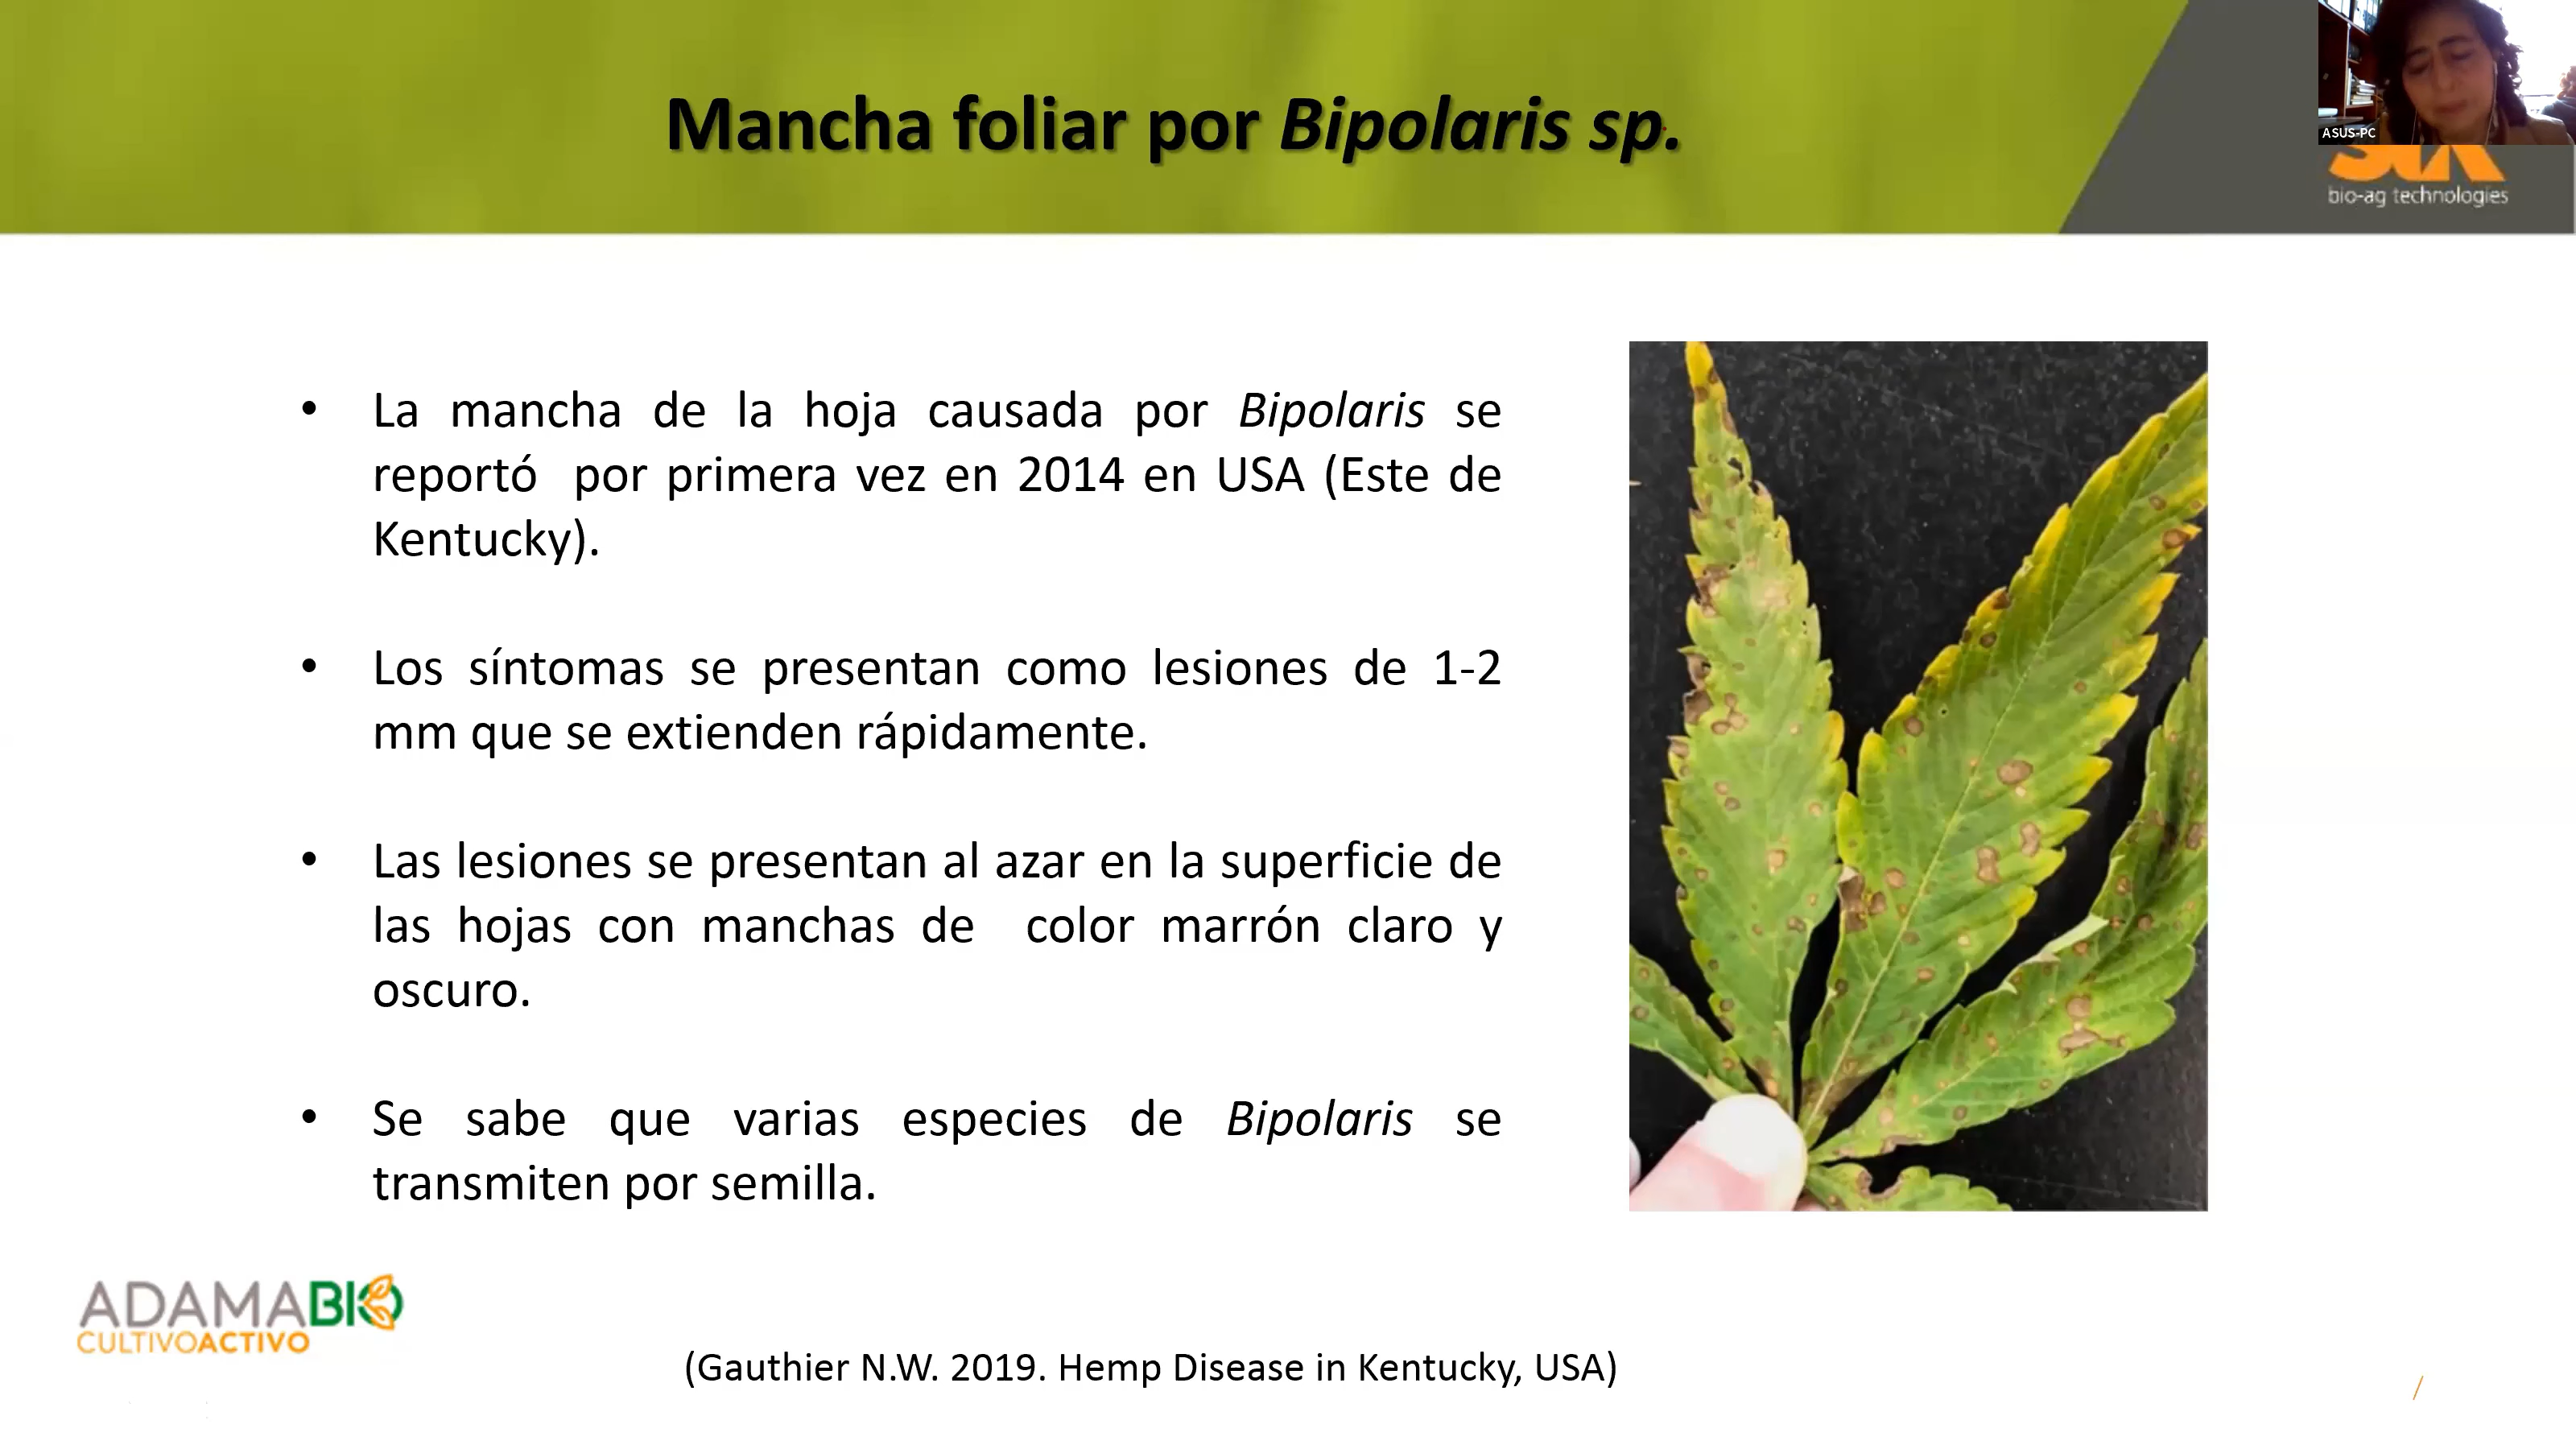 Mancha foliar por Bipolaris sp.
ASUS-PC
bio-ag technologies
• La mancha de la hoja causada por Bipolaris se
reportó por primera vez en 2014 en USA (Este de
Kentucky).
• Los síntomas se presentan como lesiones de 1-2
mm que se extienden rápidamente.
• Las lesiones se presentan al azar en la superficie de
las hojas con manchas de color marrón claro y
oscuro.
• Se sabe que varias especies de Bipolaris se
transmiten por semilla.
ADAMABIO
CULTIVOACTIVO
(Gauthier N.W. 2019. Hemp Disease in Kentucky, USA)
/